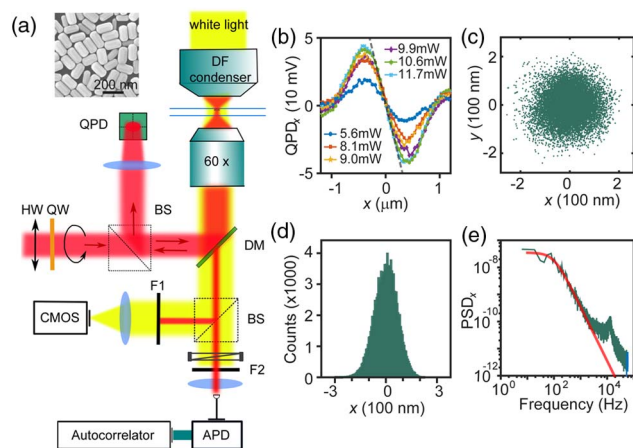 (a)
white light
DF
condenser
200 nm
QPD
60 x
HW QW
BS
DM
F1
CMOS
BS
F2
Autocorrelator
APD
(b)
QPDx (10 mV)
5
0
-5
9.9mW
10.6mW
11.7mW
5.6mW
8.1mW
9.0mW
-1 0 1
x (μm)
(c)
y (100 nm)
2
0
-2
-2 0 2
x (100 nm)
(d)
Counts (x1000)
4
3
2
1
0
-3 0 3
x (100 nm)
(e)
PSDx
10-8
10-10
10-12
100 102 104
Frequency (Hz)